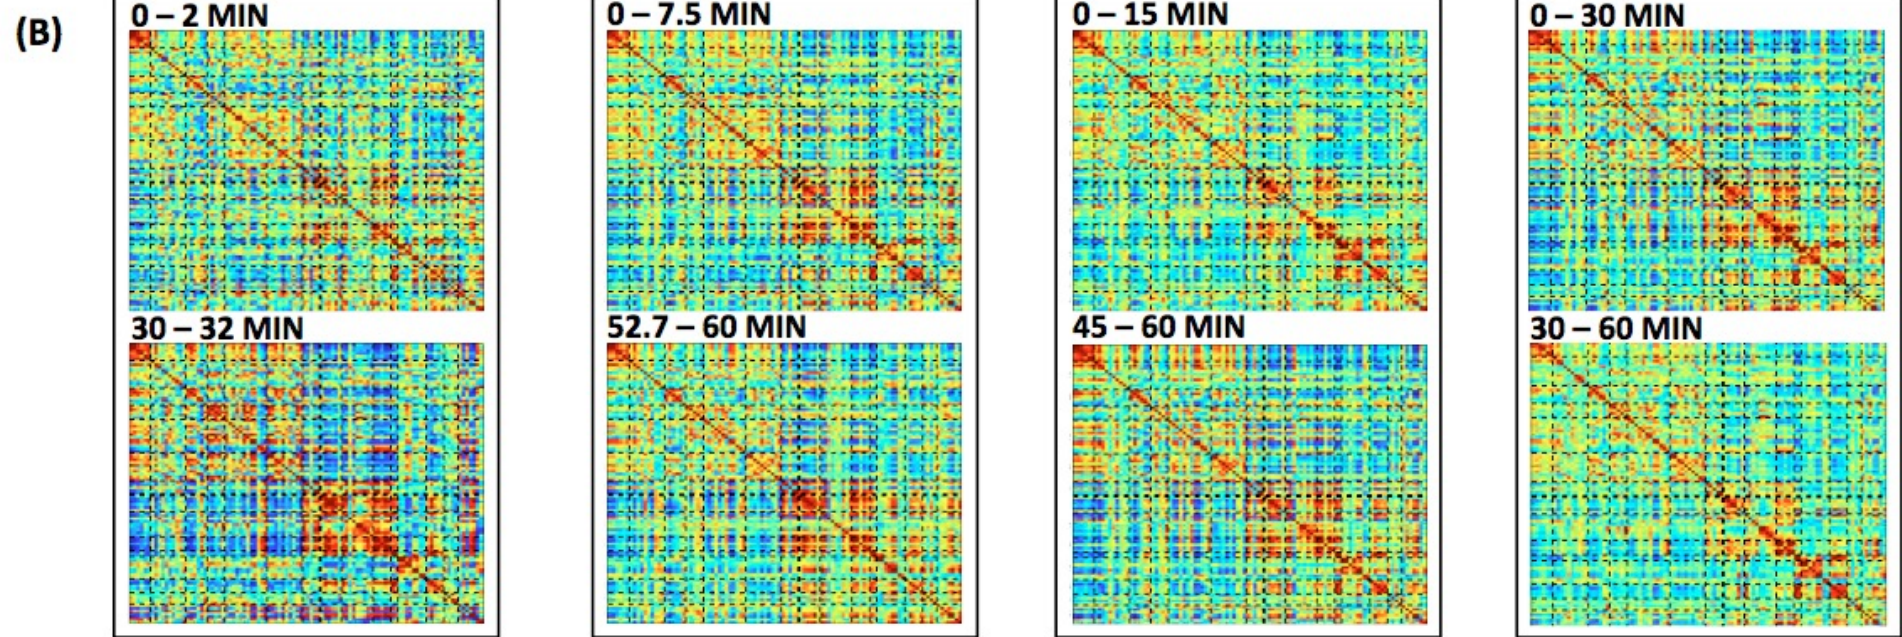 (B)
0 – 2 MIN
0 – 7.5 MIN
0 – 15 MIN
0 – 30 MIN
30 – 32 MIN
52.7 – 60 MIN
45 – 60 MIN
30 – 60 MIN